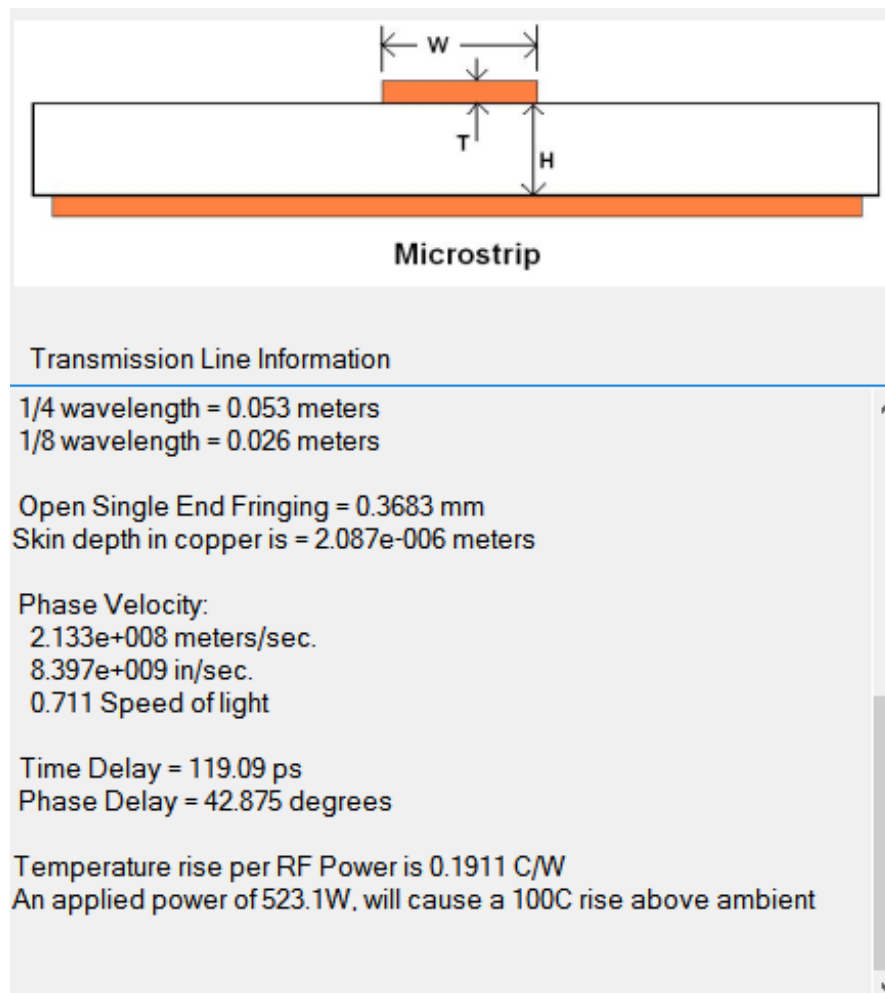 W
T
H
Microstrip
Transmission Line Information
1/4 wavelength = 0.053 meters
1/8 wavelength = 0.026 meters
Open Single End Fringing = 0.3683 mm
Skin depth in copper is = 2.087e-006 meters
Phase Velocity:
2.133e+008 meters/sec.
8.397e+009 in/sec.
0.711 Speed of light
Time Delay = 119.09 ps
Phase Delay = 42.875 degrees
Temperature rise per RF Power is 0.1911 C/W
An applied power of 523.1W, will cause a 100C rise above ambient